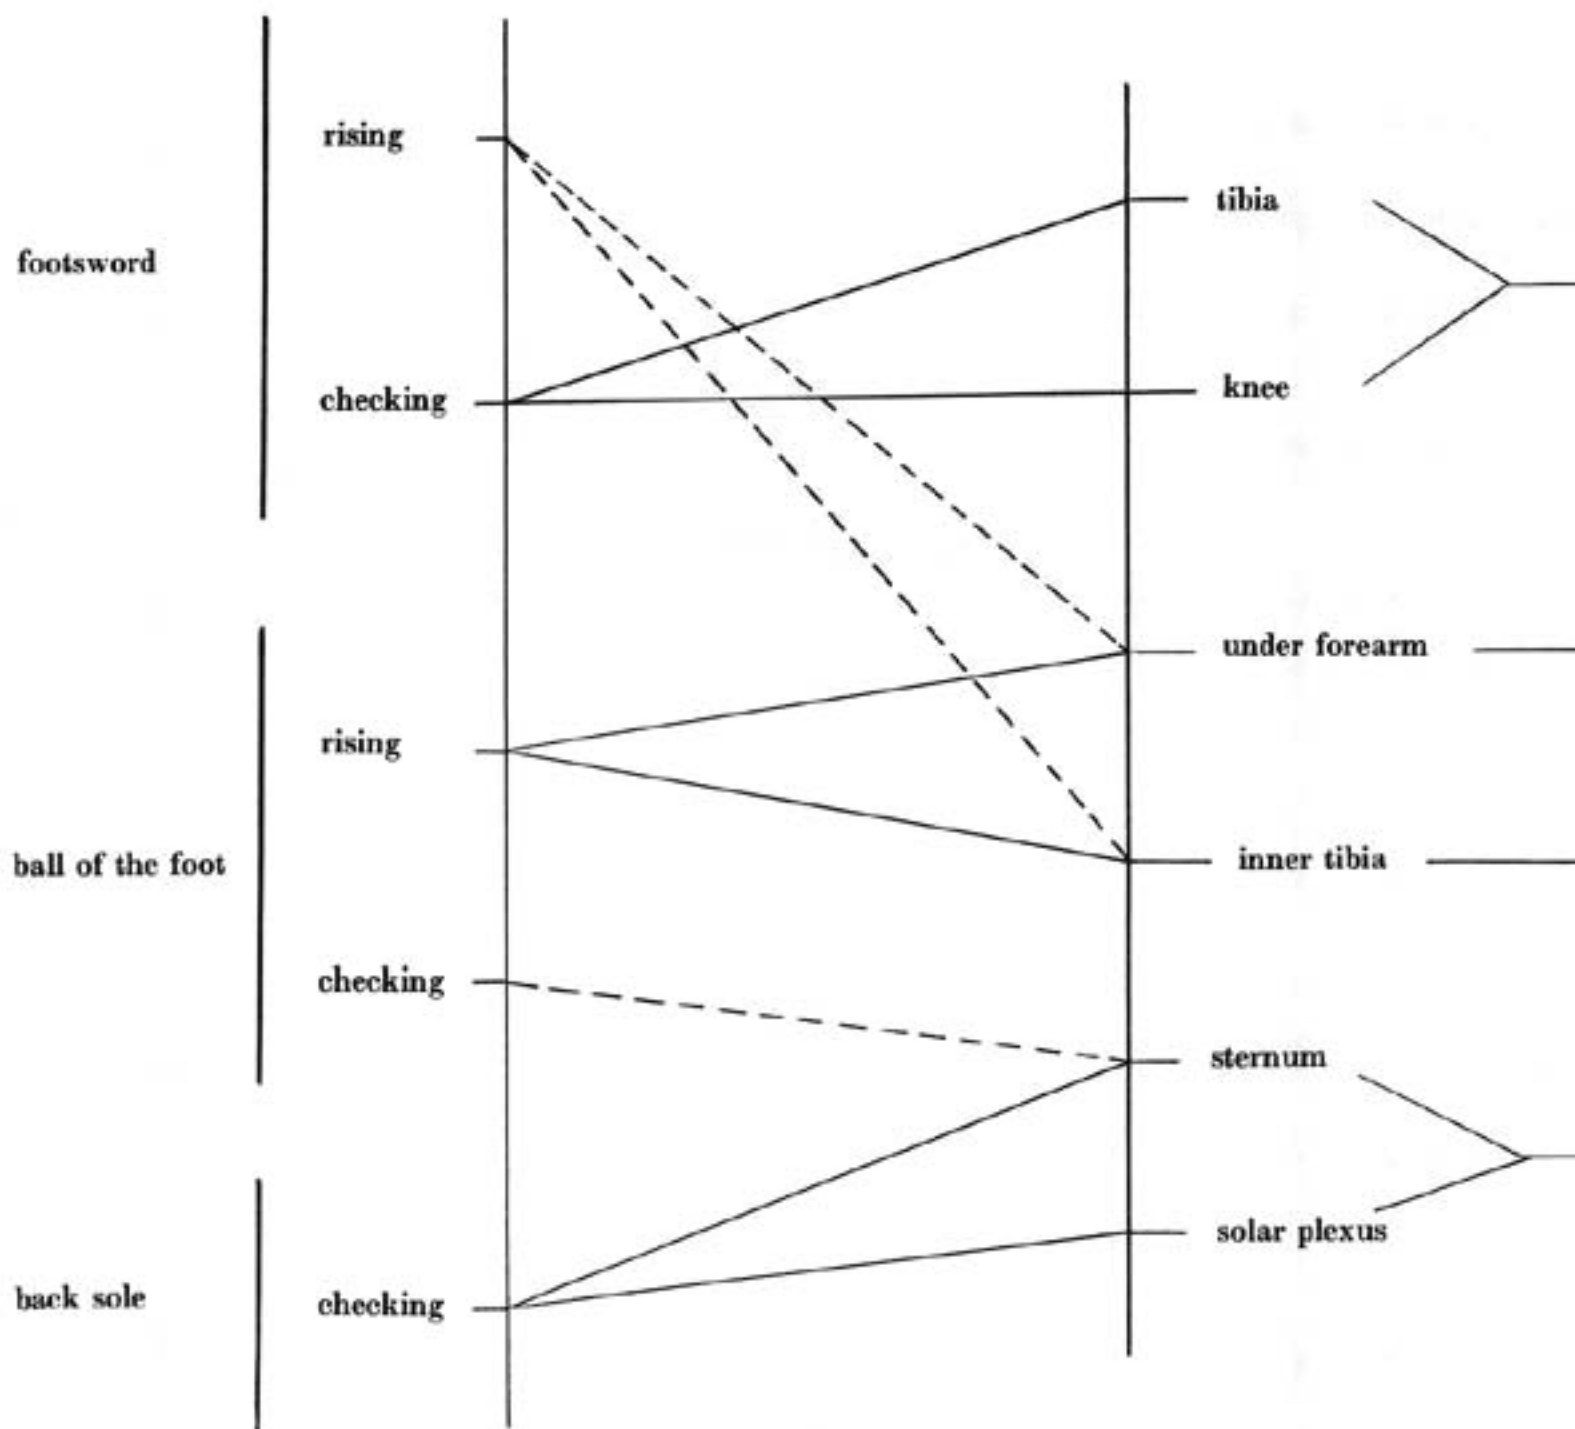 footsword
rising
checking
ball of the foot
rising
checking
back sole
checking
tibia
knee
under forearm
inner tibia
sternum
solar plexus